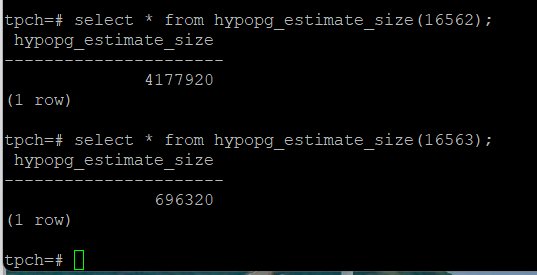 tpch=# select * from hypopg_estimate_size(16562);
 hypopg_estimate_size
----------------------
              4177920
(1 row)

tpch=# select * from hypopg_estimate_size(16563);
 hypopg_estimate_size
----------------------
               696320
(1 row)

tpch=#